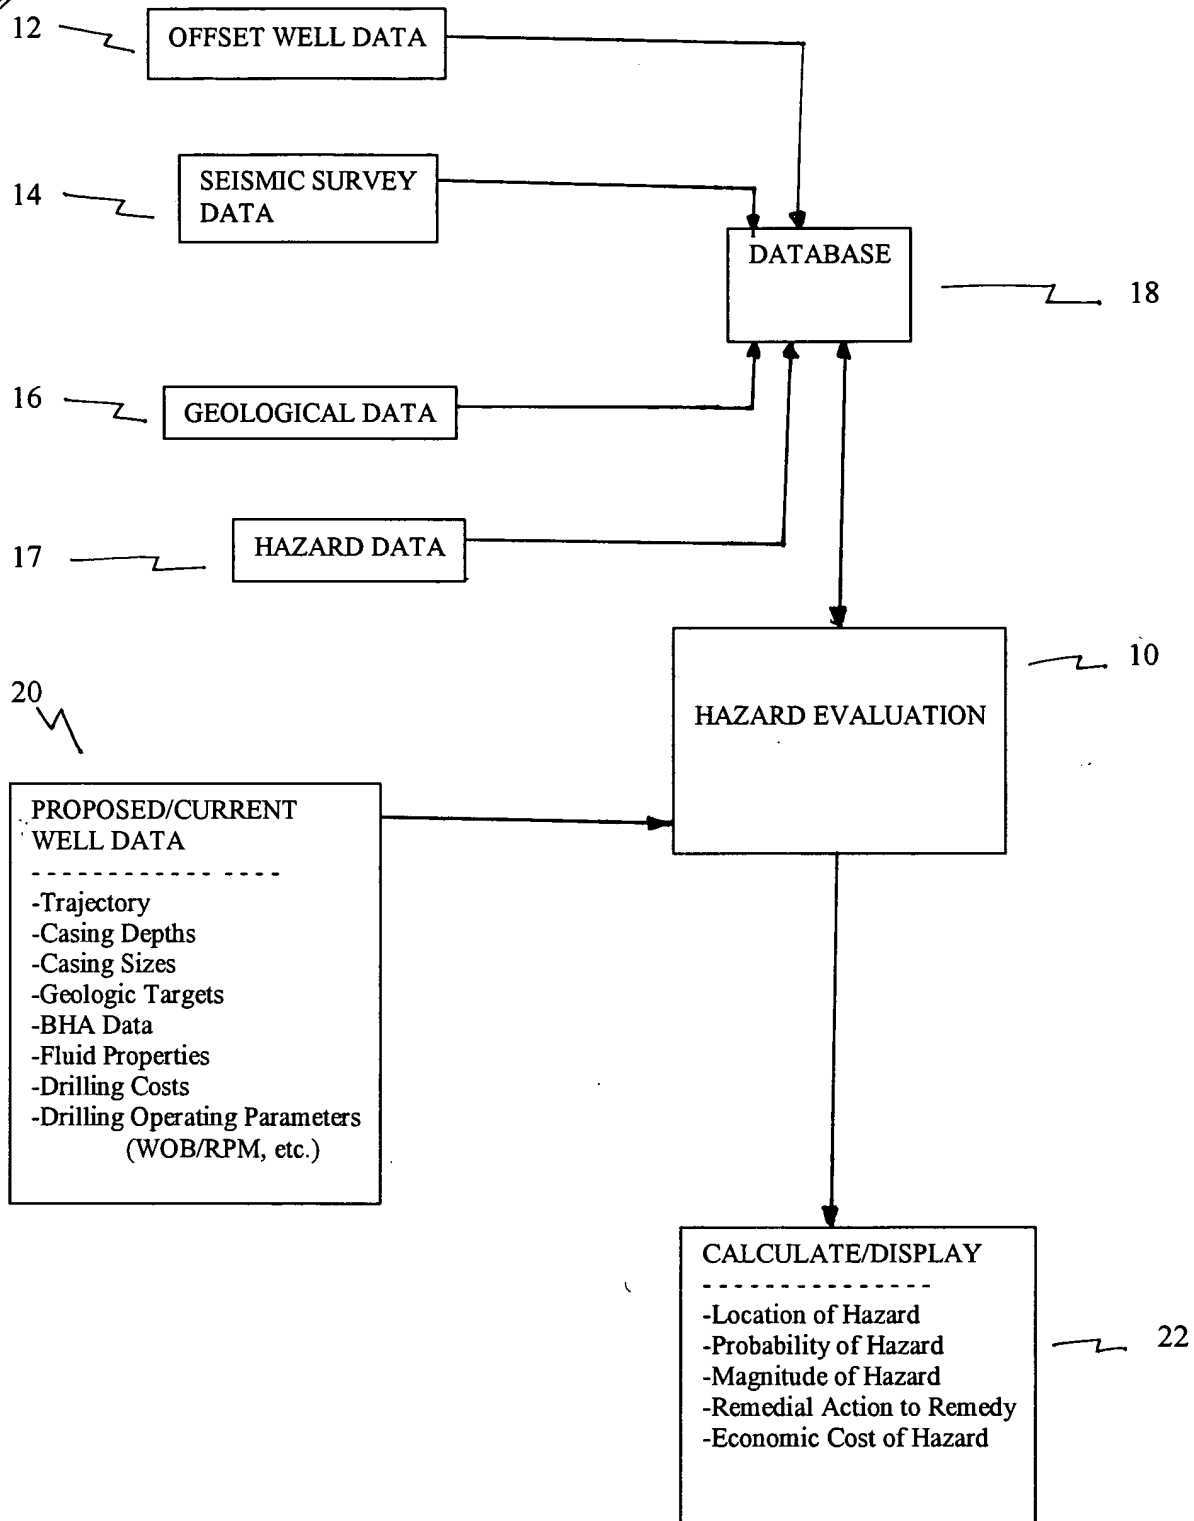 12
OFFSET WELL DATA
14
SEISMIC SURVEY
DATA
DATABASE
18
16
GEOLOGICAL DATA
17
HAZARD DATA
10
HAZARD EVALUATION
20
PROPOSED/CURRENT
WELL DATA
- - - - - - - - - - - - - - - -
-Trajectory
-Casing Depths
-Casing Sizes
-Geologic Targets
-BHA Data
-Fluid Properties
-Drilling Costs
-Drilling Operating Parameters
(WOB/RPM, etc.)
CALCULATE/DISPLAY
- - - - - - - - - - - - - - -
-Location of Hazard
-Probability of Hazard
-Magnitude of Hazard
-Remedial Action to Remedy
-Economic Cost of Hazard
22